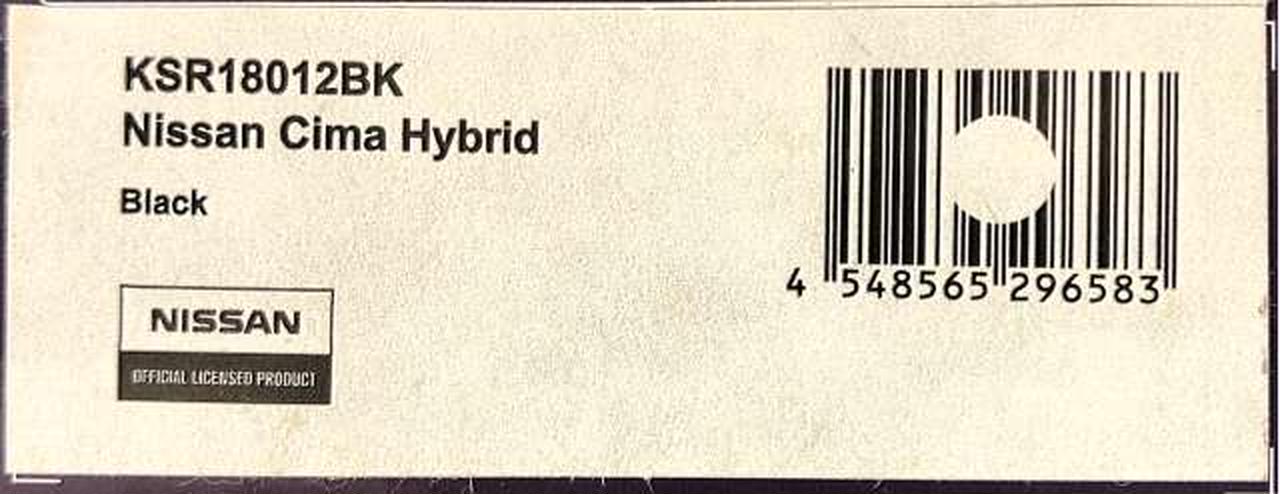 KSR18012BK
Nissan Cima Hybrid
Black
NISSAN
OFFICIAL LICENSED PRODUCT
4 548565 296583